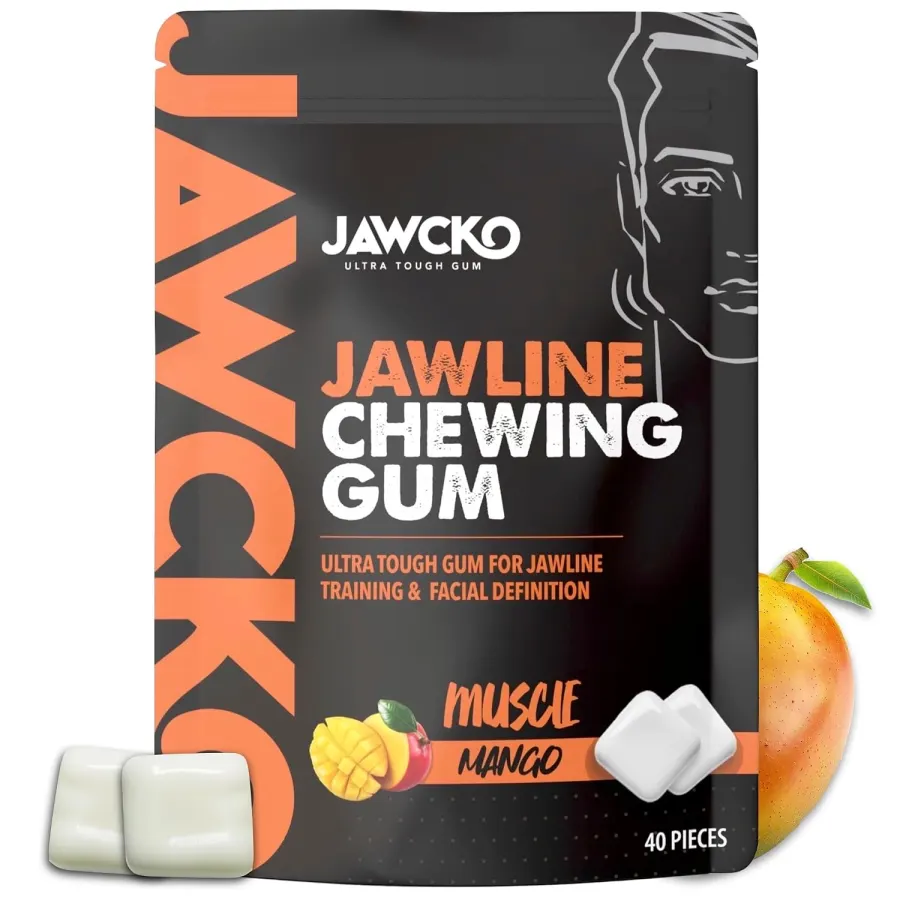 JAWCKO
JAWCKO
ULTRA TOUGH GUM
JAWLINE
CHEWING
GUM
ULTRA TOUGH GUM FOR JAWLINE
TRAINING & FACIAL DEFINITION
MUSCLE
MANGO
40 PIECES